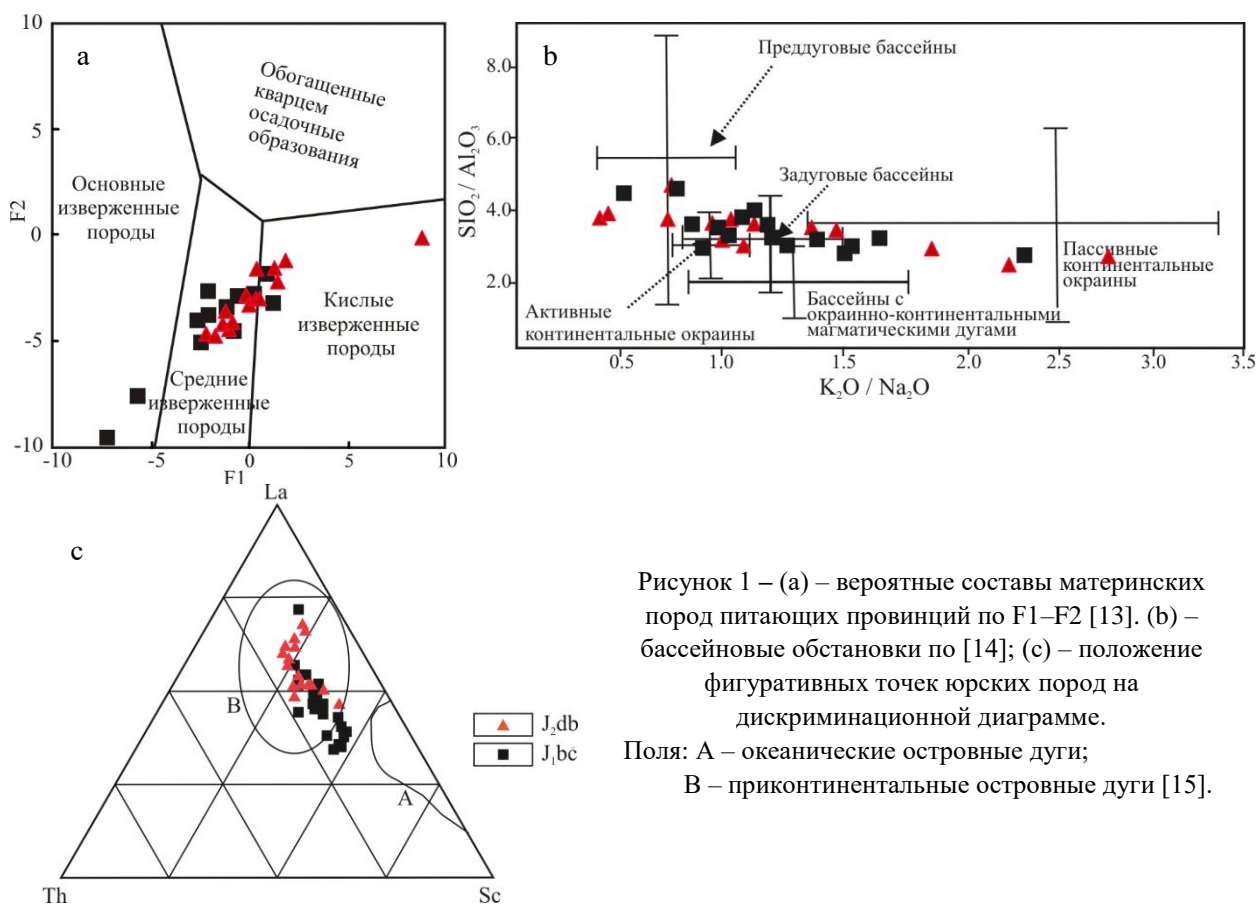 a
10
5
0
-5
-10
F2
-10
-5
0
5
10
F1
Обогащенные
кварцем
осадочные
образования
Основные
изверженные
породы
Кислые
изверженные
породы
Средние
изверженные
породы
b
8.0
6.0
4.0
2.0
SIO₂ / Al₂O₃
0.5
1.0
1.5
2.0
2.5
3.0
3.5
K₂O / Na₂O
Преддуговые бассейны
Задуговые бассейны
Активные
континентальные окраины
Бассейны с
окраинно-континентальными
магматическими дугами
Пассивные
континентальные
окраины
c
La
B
A
Th
Sc
J₂db
J₁bc
Рисунок 1 – (a) – вероятные составы материнских
пород питающих провинций по F1–F2 [13]. (b) –
бассейновые обстановки по [14]; (c) – положение
фигуративных точек юрских пород на
дискриминационной диаграмме.
Поля: A – океанические островные дуги;
B – приконтинентальные островные дуги [15].